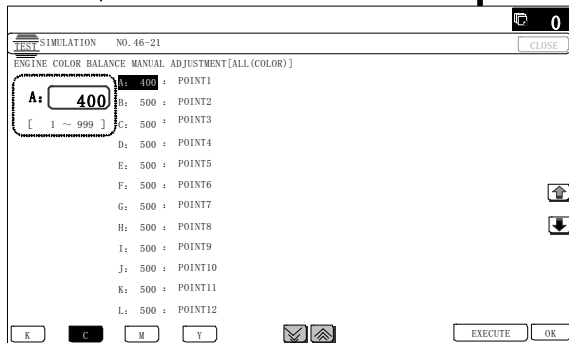 0
TEST SIMULATION NO.46-21
CLOSE
ENGINE COLOR BALANCE MANUAL ADJUSTMENT[ALL(COLOR)]
A: 400
[ 1 ~ 999 ]
A: 400 : POINT1
B: 500 : POINT2
C: 500 : POINT3
D: 500 : POINT4
E: 500 : POINT5
F: 500 : POINT6
G: 500 : POINT7
H: 500 : POINT8
I: 500 : POINT9
J: 500 : POINT10
K: 500 : POINT11
L: 500 : POINT12
K C M Y EXECUTE OK